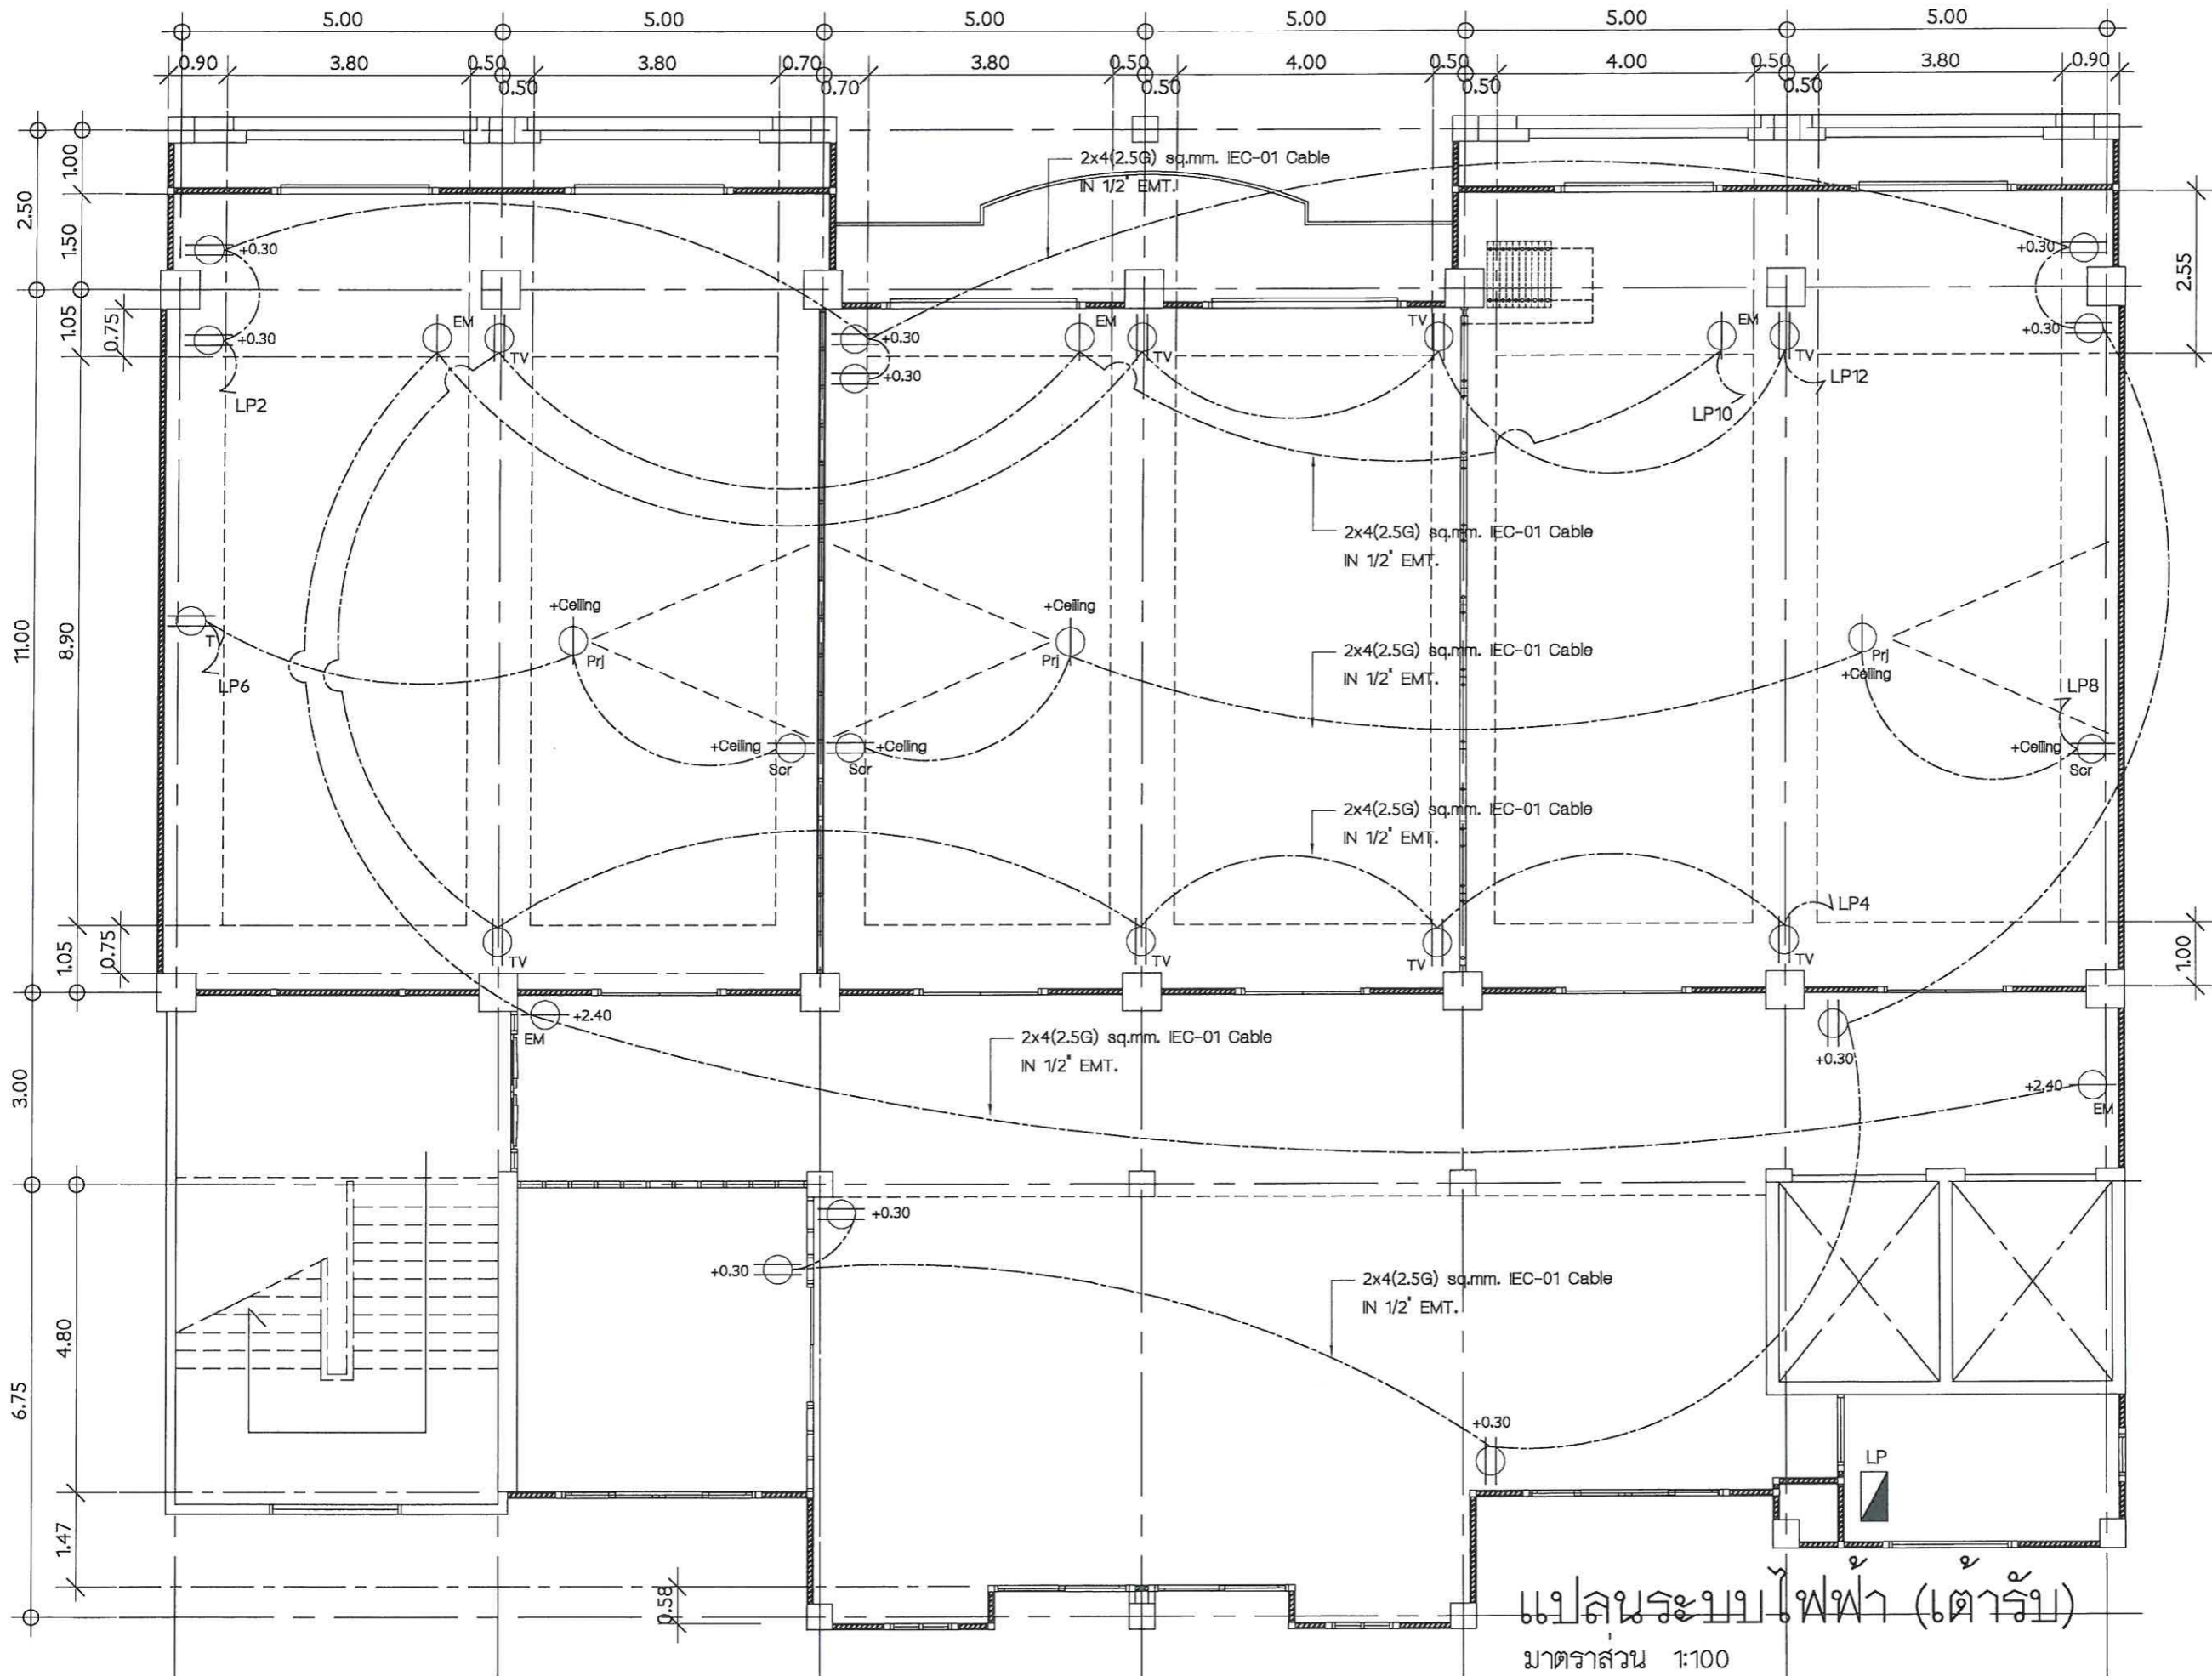 5.00 5.00 5.00 5.00 5.00 5.00
0.90 3.80 0.50 3.80 0.70 3.80 0.50 4.00 0.50 4.00 0.50 3.80 0.90
0.50 0.70 0.50 0.50 0.50
2.50
1.00
1.50
1.05
0.75
11.00
8.90
1.05
0.75
3.00
6.75
4.80
1.47
0.58
2.55
1.00
2x4(2.5G) sq.mm. IEC-01 Cable
IN 1/2" EMT.
+0.30
+0.30
+0.30
+0.30
LP2
EM
TV
+0.30
+0.30
EM
TV
TV
EM
TV
LP10
LP12
2x4(2.5G) sq.mm. IEC-01 Cable
IN 1/2" EMT.
T
LP6
+Ceiling
Prj
+Ceiling
Prj
2x4(2.5G) sq.mm. IEC-01 Cable
IN 1/2" EMT.
Prj
+Ceiling
LP8
+Ceiling
Scr
+Ceiling
Scr
+Ceiling
Scr
2x4(2.5G) sq.mm. IEC-01 Cable
IN 1/2" EMT.
LP4
TV
TV
TV
TV
+2.40
EM
2x4(2.5G) sq.mm. IEC-01 Cable
IN 1/2" EMT.
+0.30
+2.40
EM
+0.30
+0.30
2x4(2.5G) sq.mm. IEC-01 Cable
IN 1/2" EMT.
+0.30
LP
แปลนระบบไฟฟ้า (เต้ารับ)
มาตราส่วน 1:100